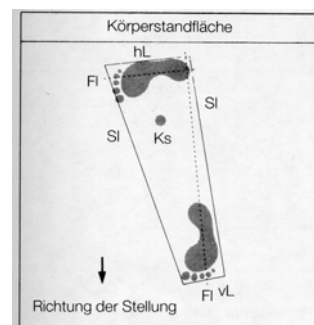 Körperstandfläche
hL
Fl
Sl
Sl
Ks
Fl vL
Richtung der Stellung